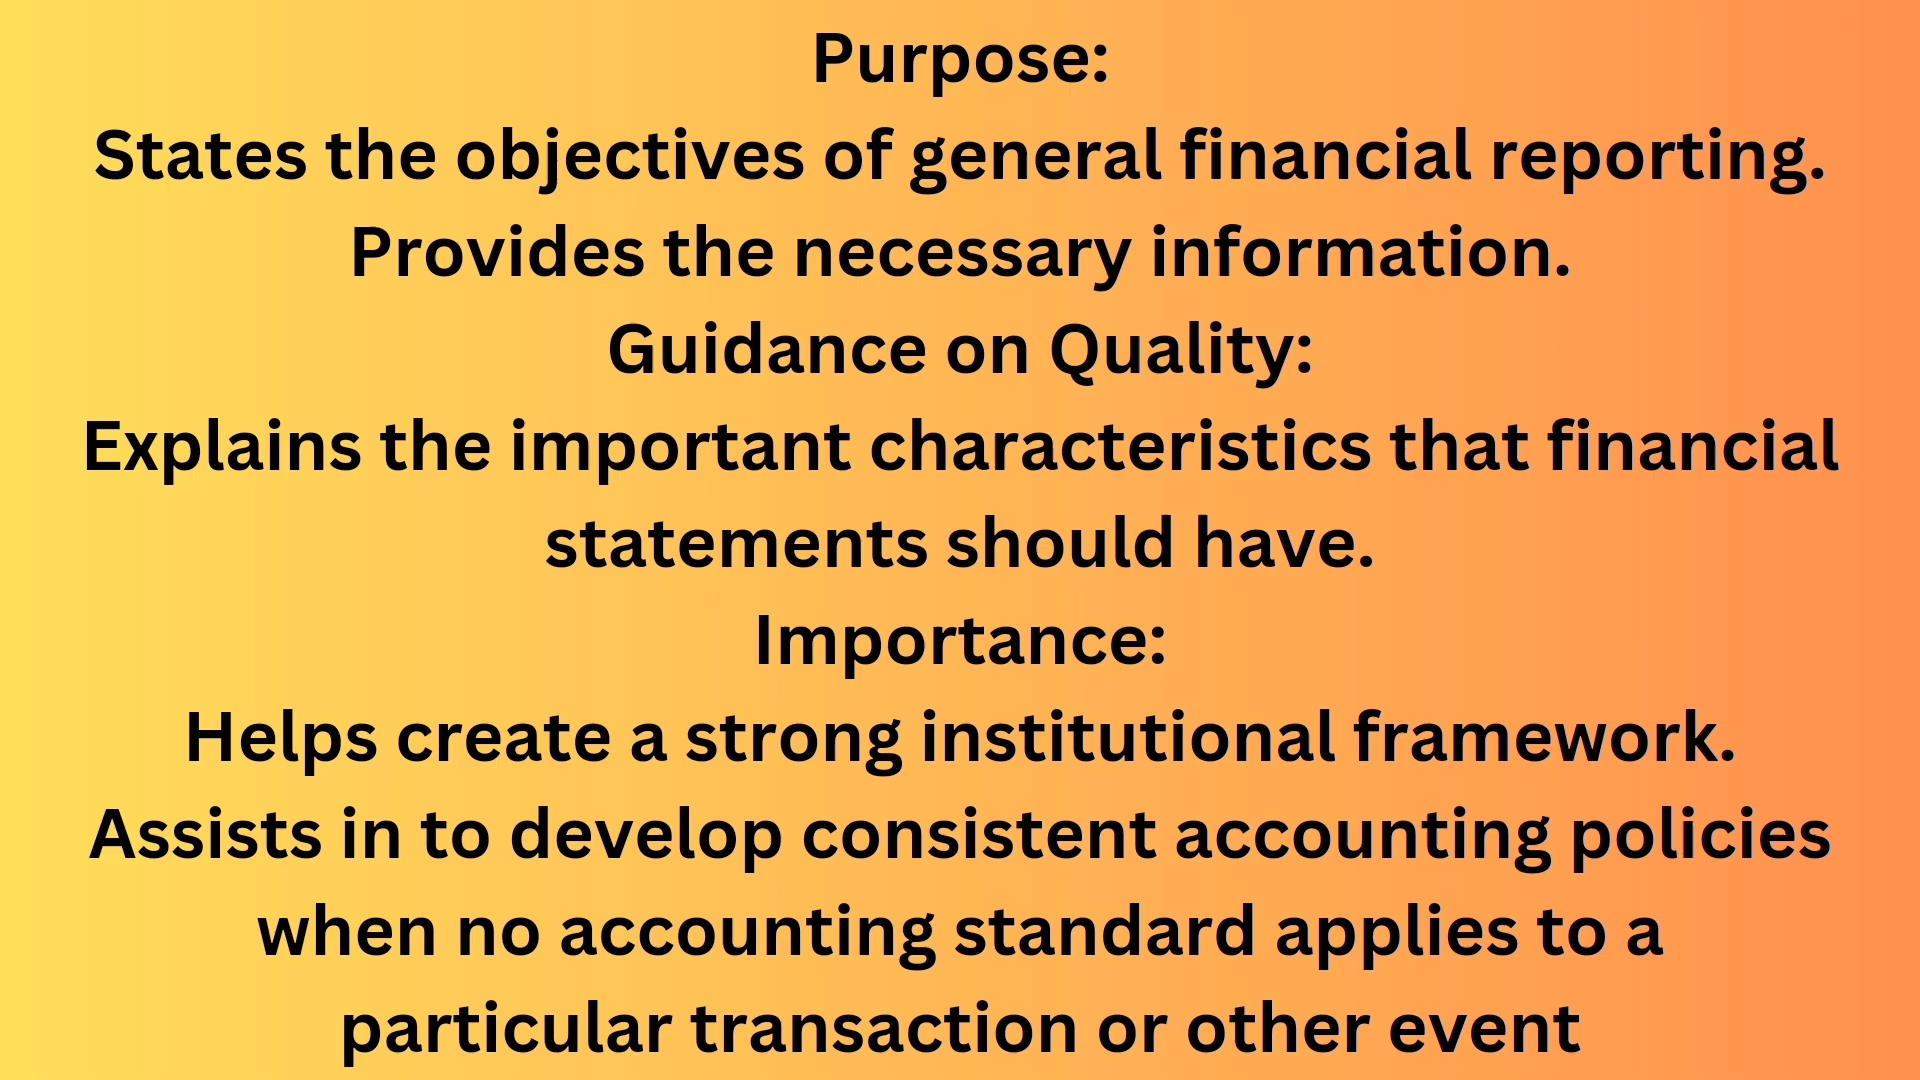 Purpose:
States the objectives of general financial reporting.
Provides the necessary information.
Guidance on Quality:
Explains the important characteristics that financial
statements should have.
Importance:
Helps create a strong institutional framework.
Assists in to develop consistent accounting policies
when no accounting standard applies to a
particular transaction or other event